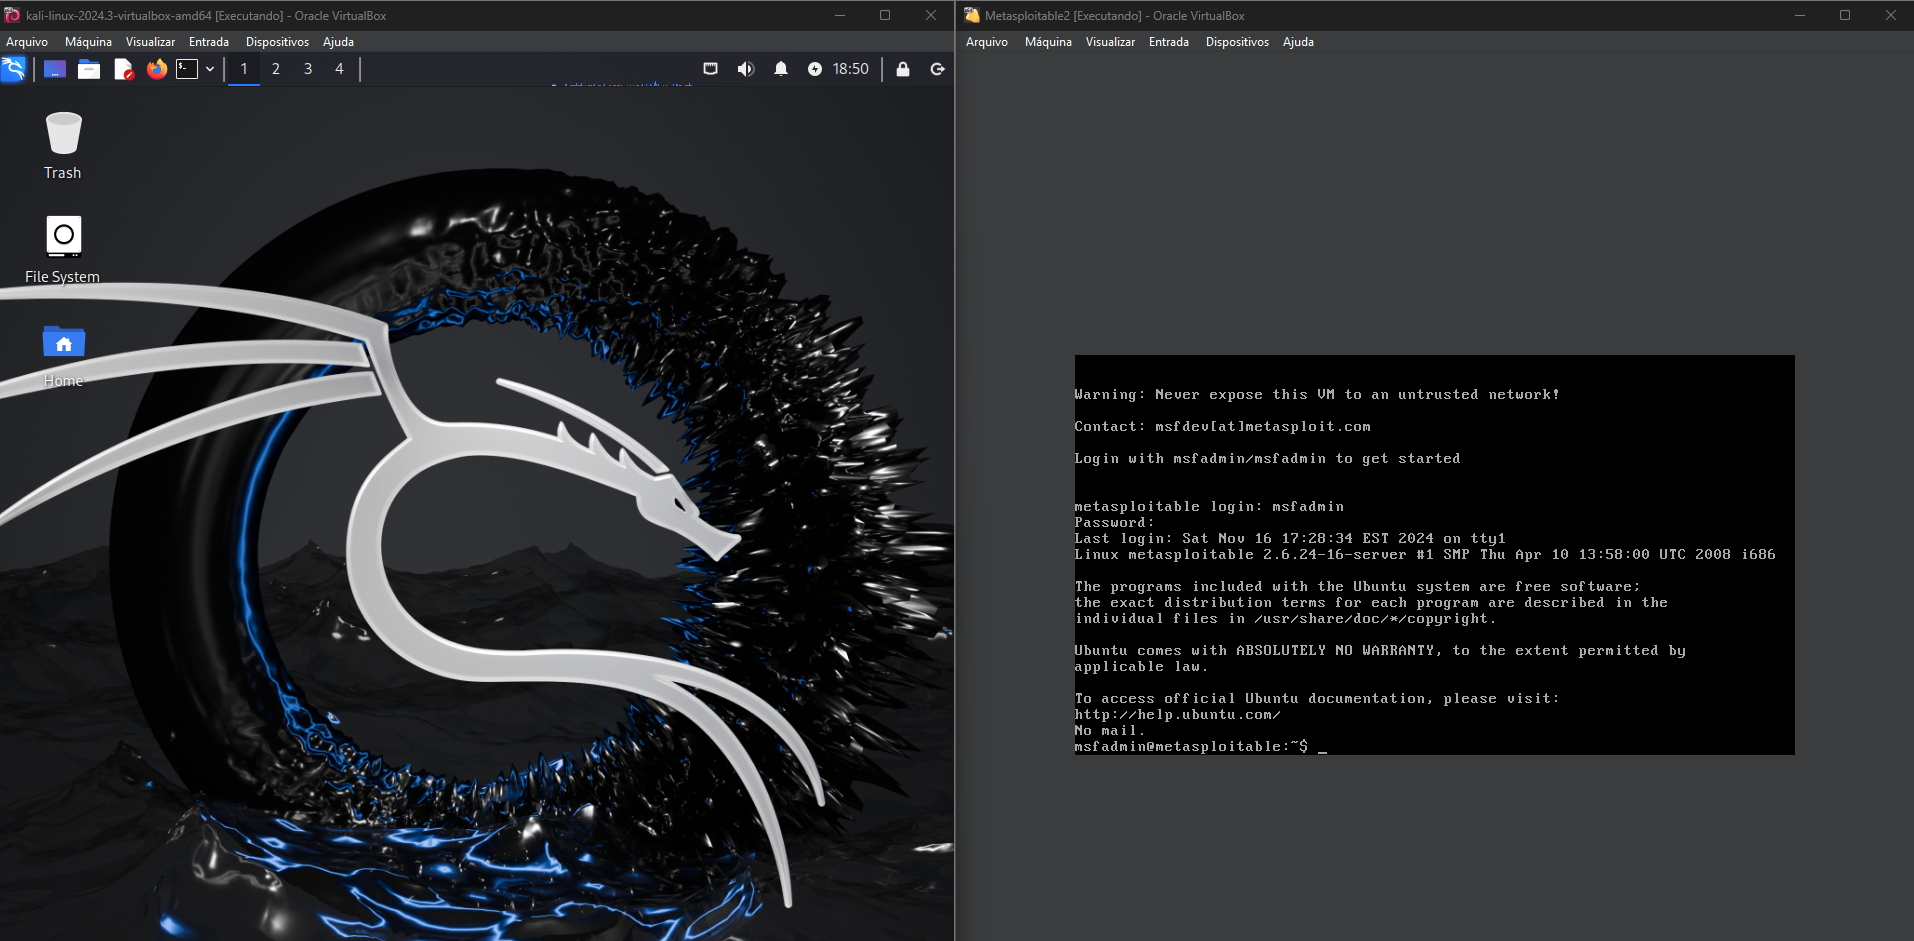 kali-linux-2024.3-virtualbox-amd64 [Executando] - Oracle VirtualBox
Arquivo Máquina Visualizar Entrada Dispositivos Ajuda
1 2 3 4 18:50
Trash
File System
Home
Metasploitable2 [Executando] - Oracle VirtualBox
Arquivo Máquina Visualizar Entrada Dispositivos Ajuda
Warning: Never expose this VM to an untrusted network!
Contact: msfdev[at]metasploit.com
Login with msfadmin/msfadmin to get started
metasploitable login: msfadmin
Password:
Last login: Sat Nov 16 17:28:34 EST 2024 on tty1
Linux metasploitable 2.6.24-16-server #1 SMP Thu Apr 10 13:58:00 UTC 2008 i686
The programs included with the Ubuntu system are free software;
the exact distribution terms for each program are described in the
individual files in /usr/share/doc/*/copyright.
Ubuntu comes with ABSOLUTELY NO WARRANTY, to the extent permitted by
applicable law.
To access official Ubuntu documentation, please visit:
http://help.ubuntu.com/
No mail.
msfadmin@metasploitable:~$ _